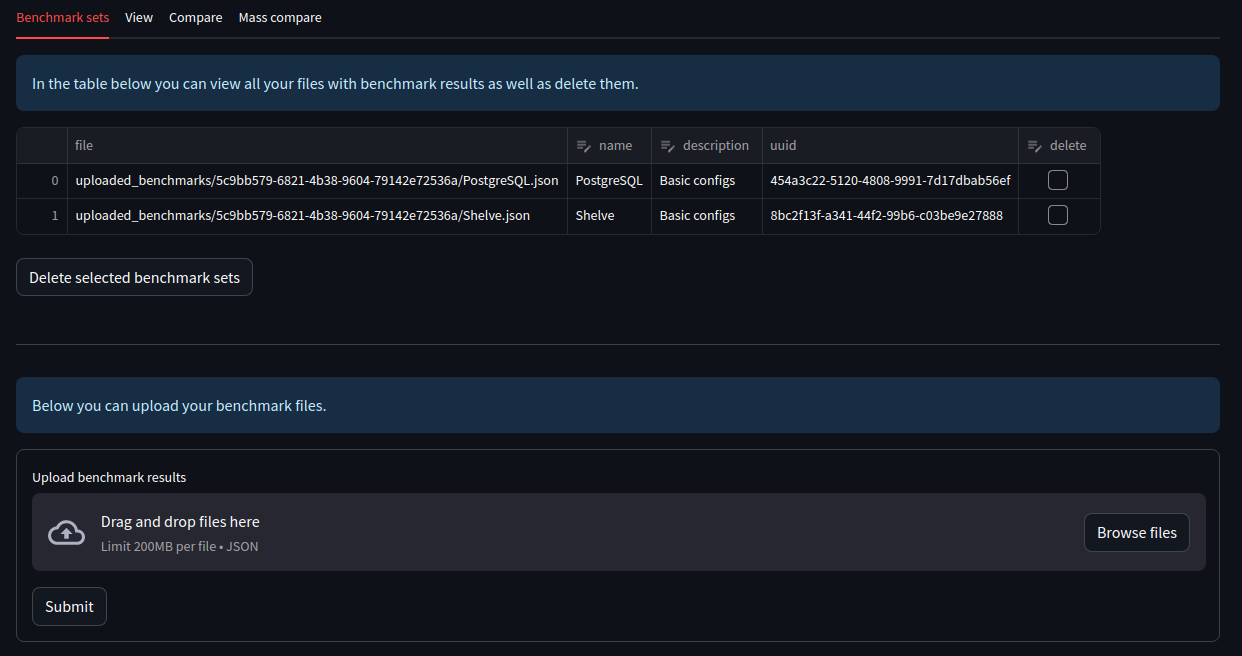 Benchmark sets View Compare Mass compare
In the table below you can view all your files with benchmark results as well as delete them.
file name description uuid delete
0 uploaded_benchmarks/5c9bb579-6821-4b38-9604-79142e72536a/PostgreSQL.json PostgreSQL Basic configs 454a3c22-5120-4808-9991-7d17dbab56ef
1 uploaded_benchmarks/5c9bb579-6821-4b38-9604-79142e72536a/Shelve.json Shelve Basic configs 8bc2f13f-a341-44f2-99b6-c03be9e27888
Delete selected benchmark sets
Below you can upload your benchmark files.
Upload benchmark results
Drag and drop files here
Limit 200MB per file • JSON
Browse files
Submit